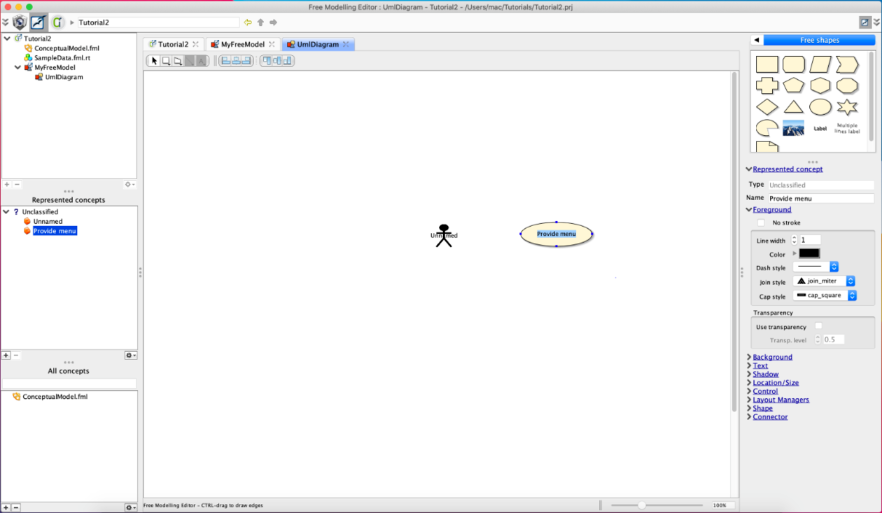 Free Modelling Editor : UmlDiagram - Tutorial2 - /Users/mac/Tutorials/Tutorial2.prj
Tutorial2
Tutorial2
ConceptualModel.fml
SampleData.fml.rt
MyFreeModel
UmlDiagram
Represented concepts
? Unclassified
Unnamed
Provide menu
All concepts
ConceptualModel.fml
Tutorial2
MyFreeModel
UmlDiagram
Unnamed
Provide menu
Free Modelling Editor - CTRL-drag to draw edges
100%
Free shapes
Label
Multiple
lines label
Represented concept
Type Unclassified
Name Provide menu
Foreground
No stroke
Line width 1
Color
Dash style
Join style join_miter
Cap style cap_square
Transparency
Use transparency
Transp. level 0.5
Background
Text
Shadow
Location/Size
Control
Layout Managers
Shape
Connector